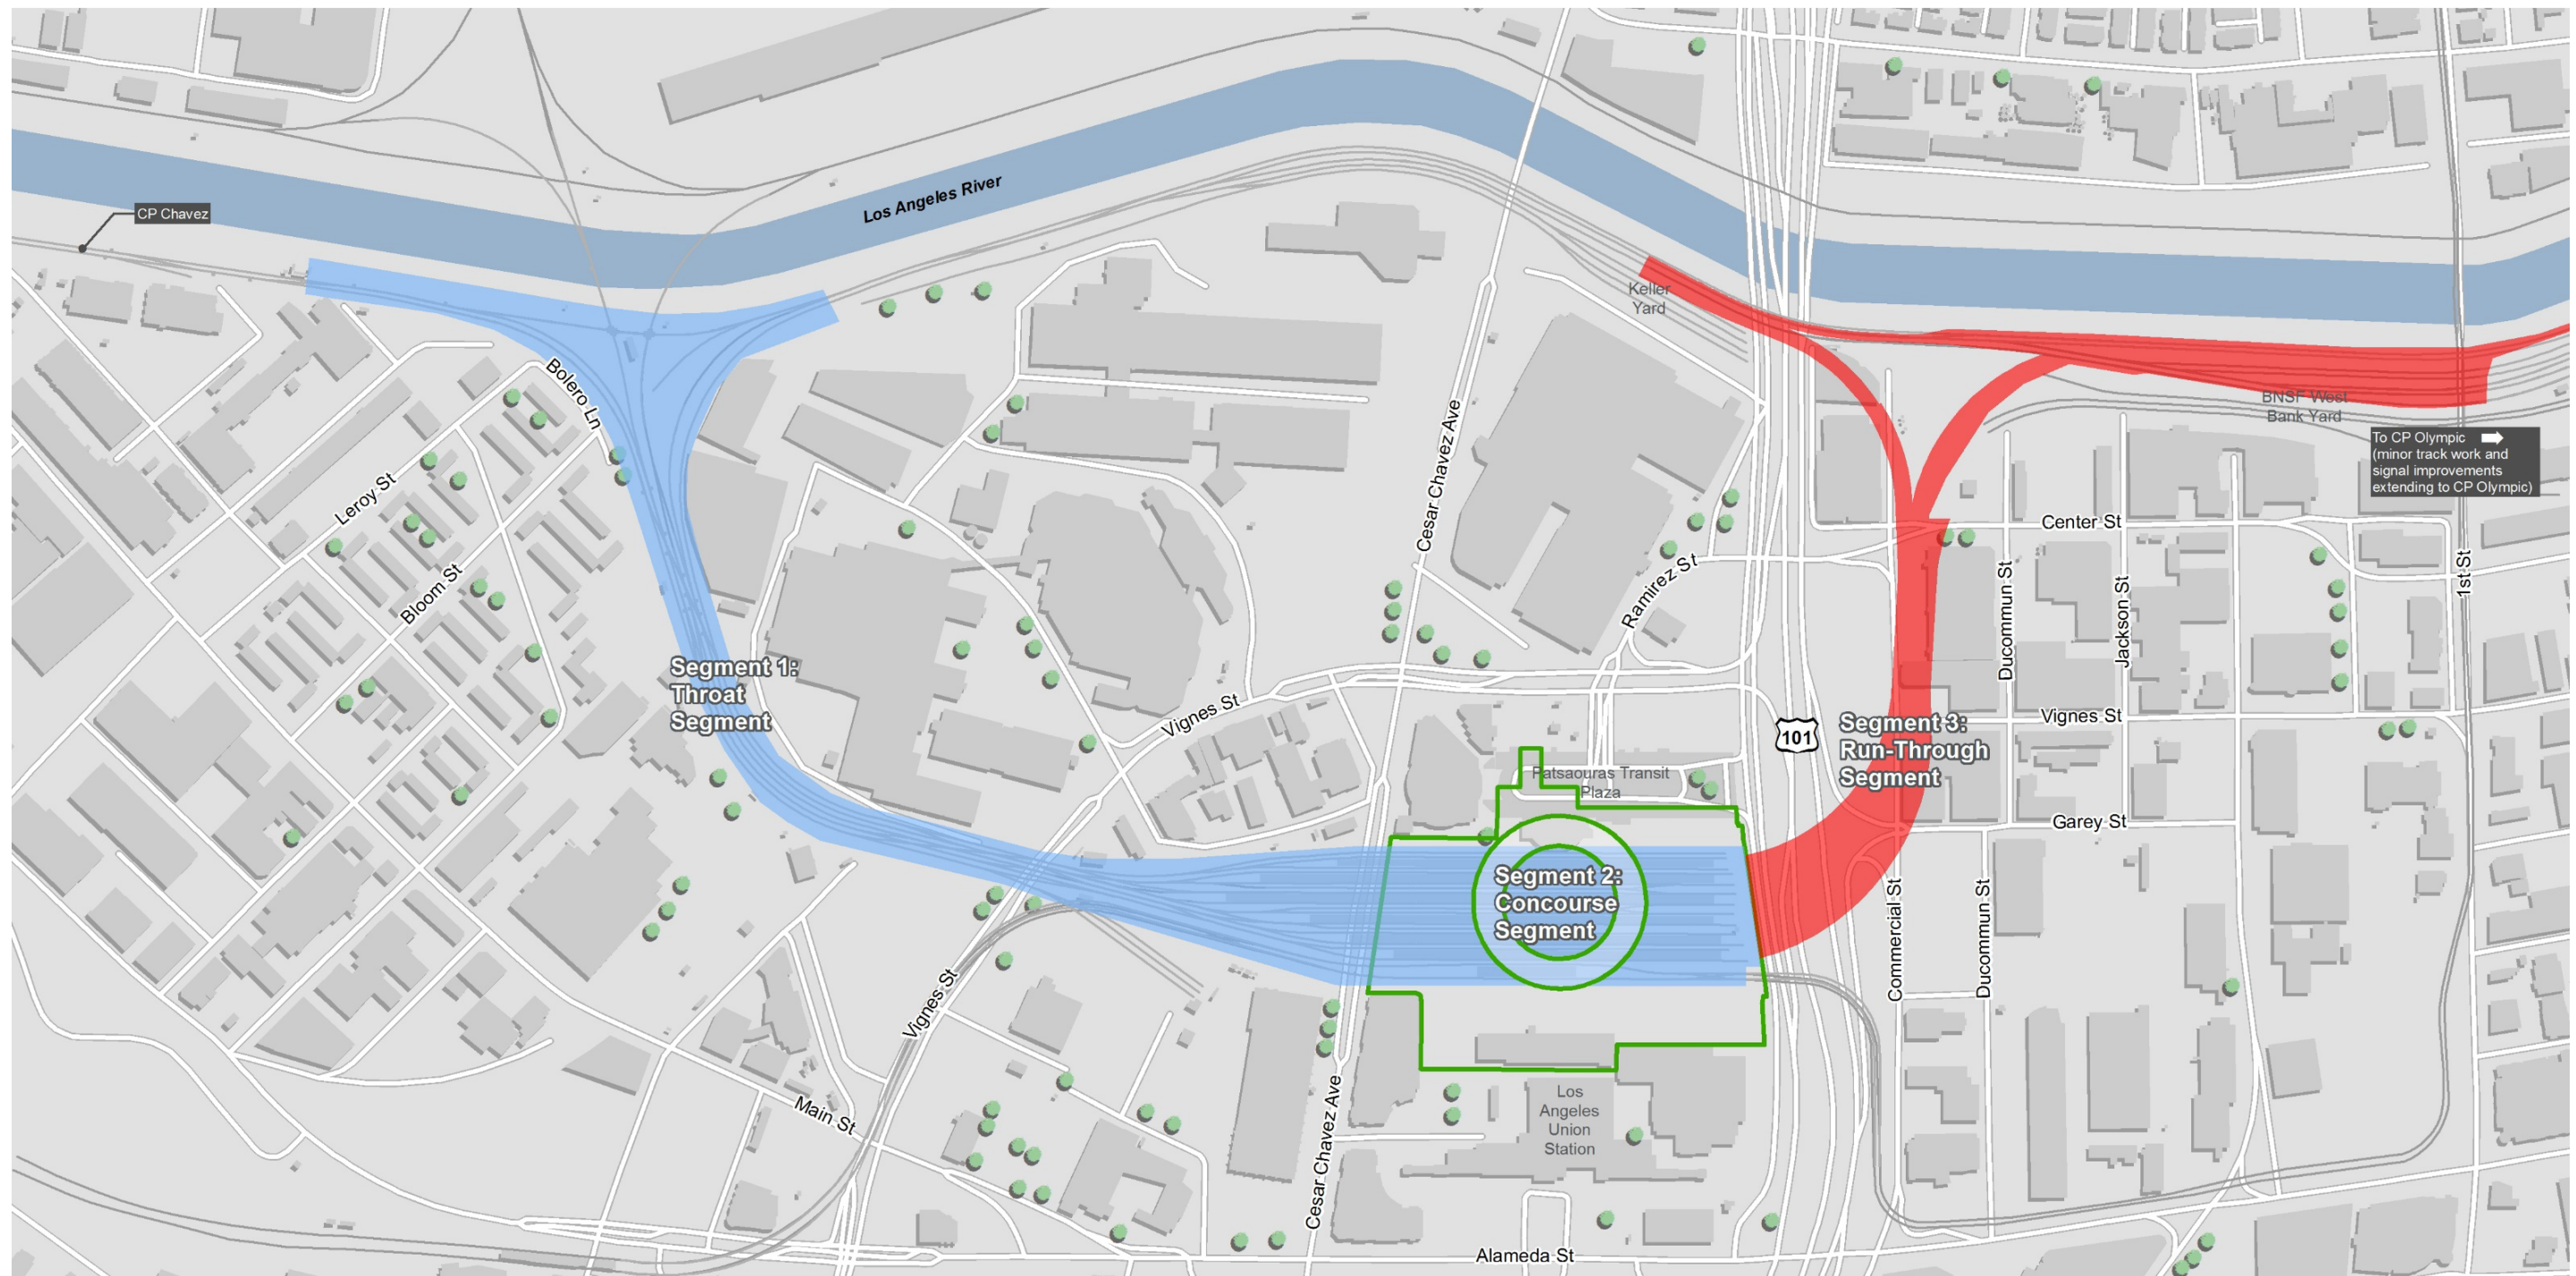 CP Chavez
Los Angeles River
Keller
Yard
Bolero Ln
BNSF West
Bank Yard
To CP Olympic
(minor track work and
signal improvements
extending to CP Olympic)
Cesar Chavez Ave
Leroy St
Center St
1st St
Bloom St
Ramirez St
Ducommun St
Jackson St
Segment 1:
Throat
Segment
Vignes St
101
Segment 3:
Run-Through
Segment
Vignes St
Patsaouras Transit
Plaza
Garey St
Segment 2:
Concourse
Segment
Commercial St
Ducommun St
Vignes St
Main St
Cesar Chavez Ave
Los
Angeles
Union
Station
Alameda St